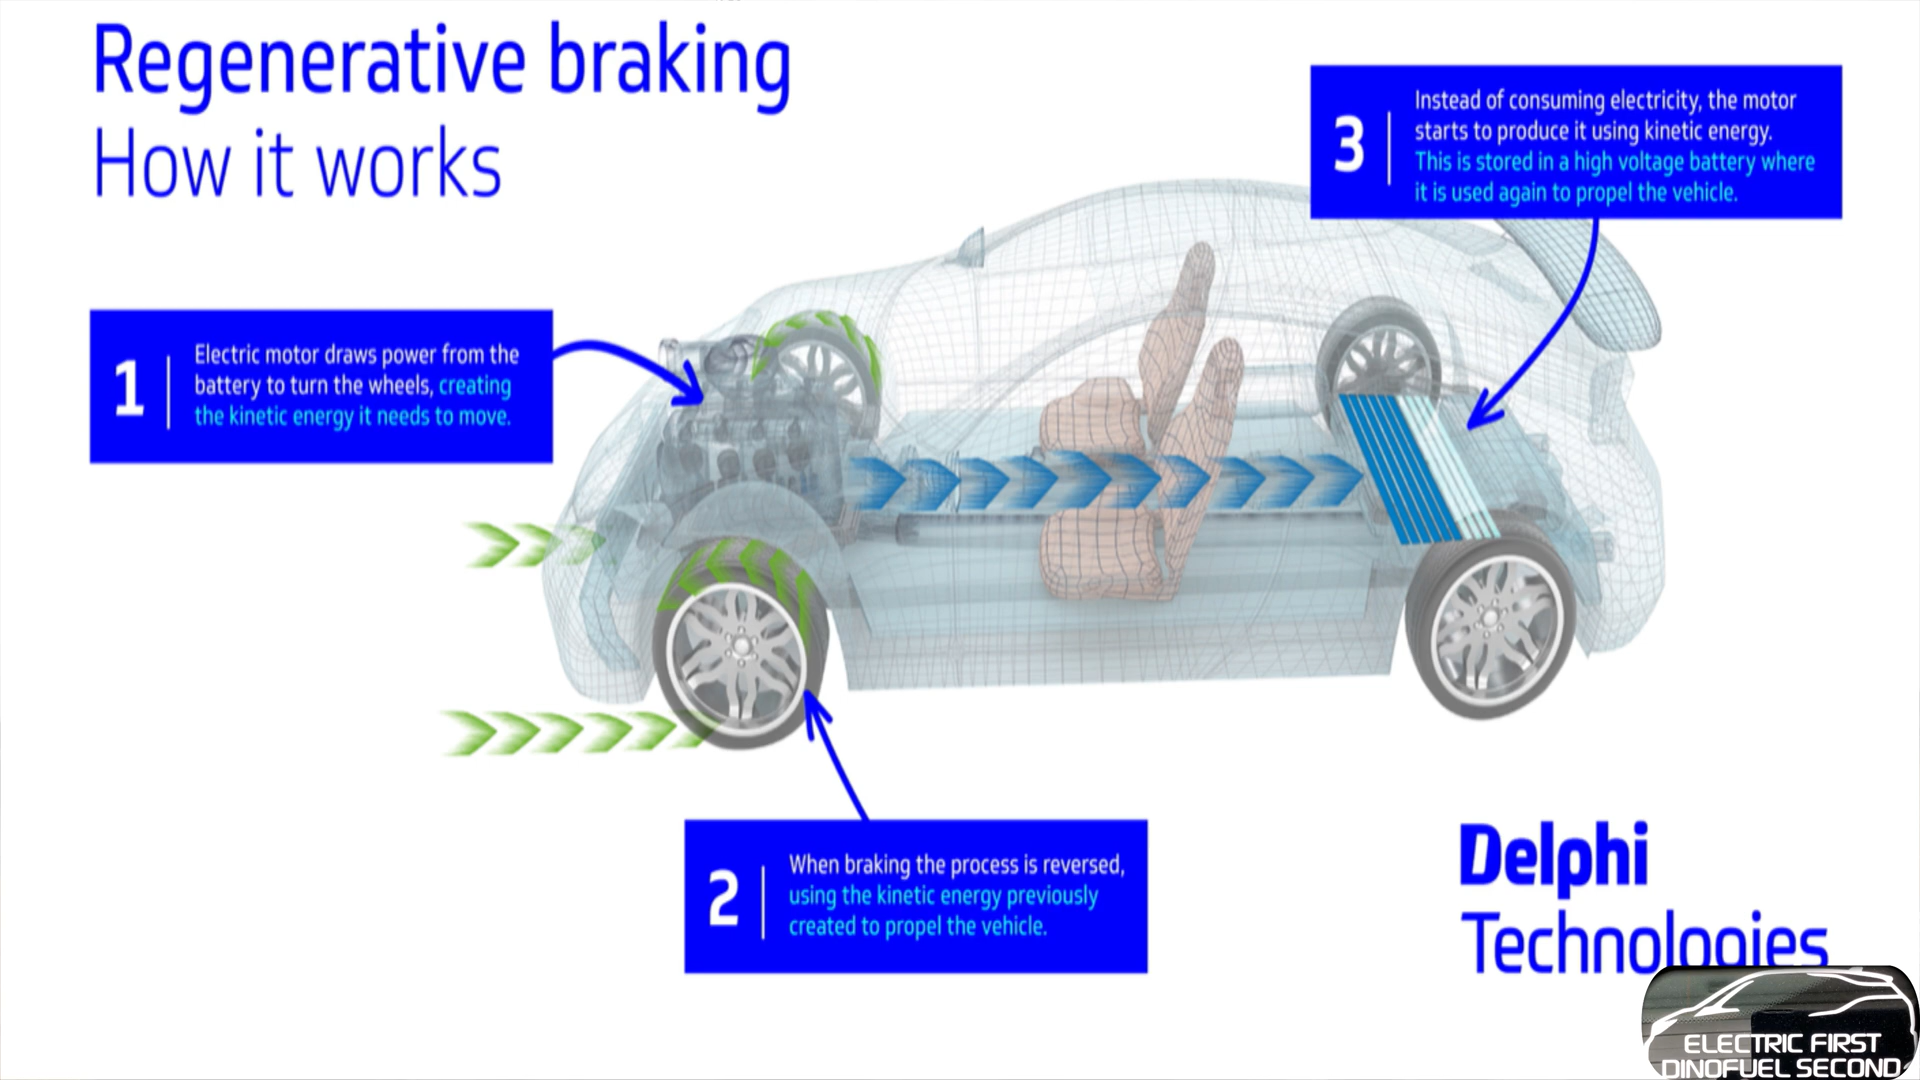 Regenerative braking
How it works
1
Electric motor draws power from the
battery to turn the wheels, creating
the kinetic energy it needs to move.
2
When braking the process is reversed,
using the kinetic energy previously
created to propel the vehicle.
3
Instead of consuming electricity, the motor
starts to produce it using kinetic energy.
This is stored in a high voltage battery where
it is used again to propel the vehicle.
Delphi
Technologies
ELECTRIC FIRST
DINOFUEL SECOND